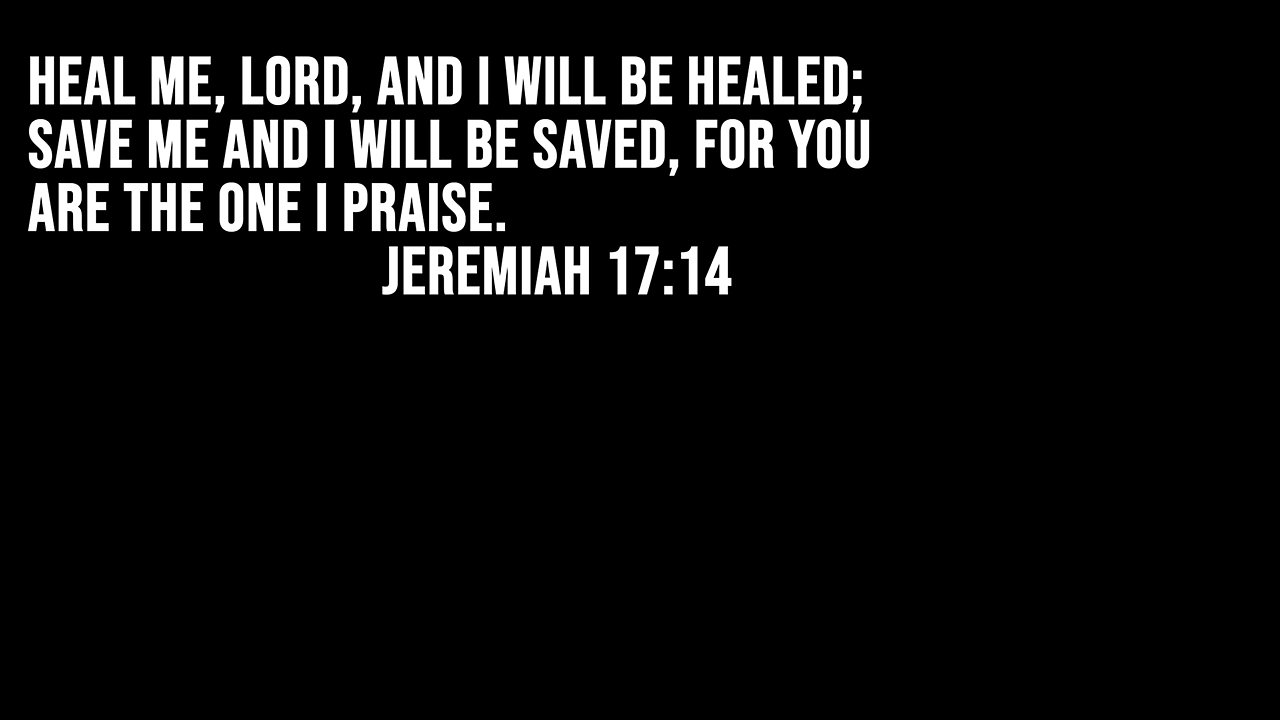 HEAL ME, LORD, AND I WILL BE HEALED;
SAVE ME AND I WILL BE SAVED, FOR YOU
ARE THE ONE I PRAISE.
JEREMIAH 17:14